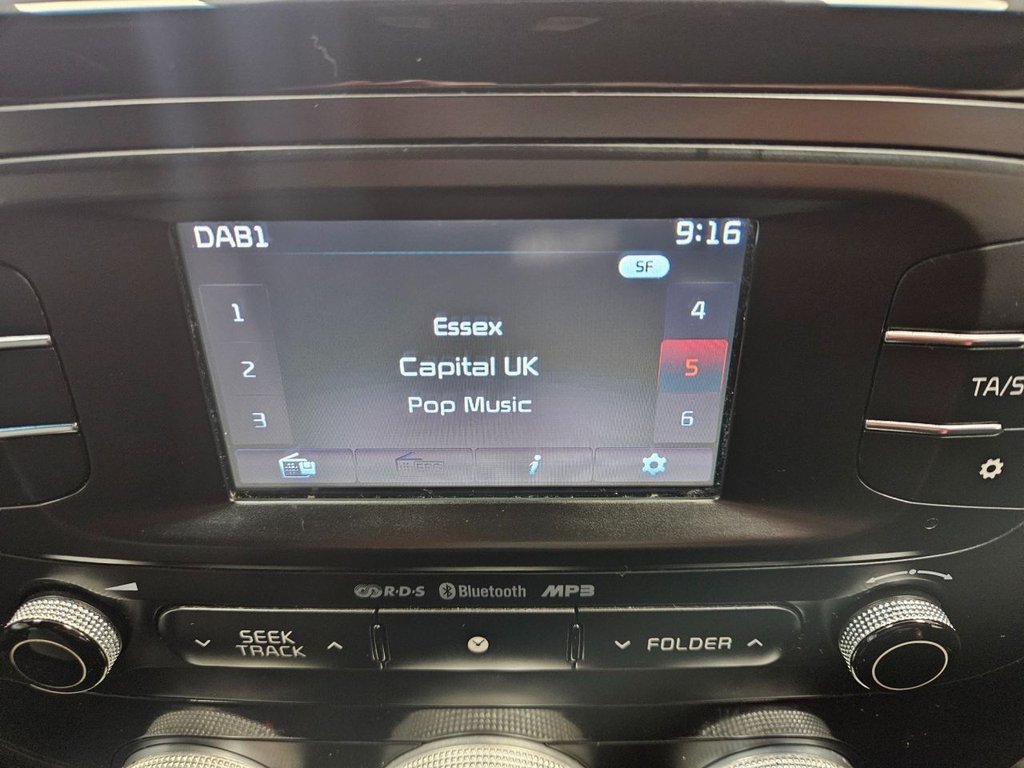 DAB1 9:16
SF
1 4
Essex
2 Capital UK 5
Pop Music
3 6
i
TA/S
R·D·S Bluetooth MP3
SEEK
TRACK
FOLDER